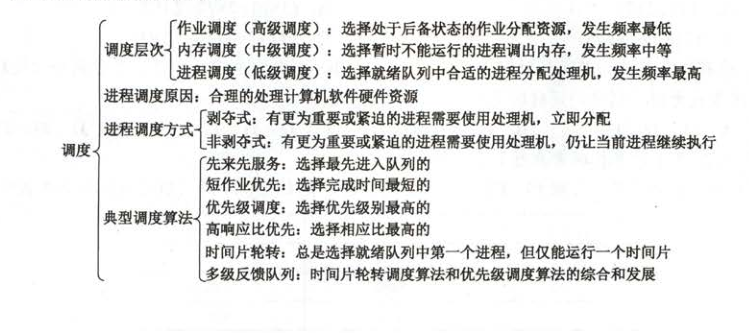 调度
调度层次
作业调度（高级调度）：选择处于后备状态的作业分配资源，发生频率最低
内存调度（中级调度）：选择暂时不能运行的进程调出内存，发生频率中等
进程调度（低级调度）：选择就绪队列中合适的进程分配处理机，发生频率最高
进程调度原因：合理的处理计算机软件硬件资源
进程调度方式
剥夺式：有更为重要或紧迫的进程需要使用处理机，立即分配
非剥夺式：有更为重要或紧迫的进程需要使用处理机，仍让当前进程继续执行
典型调度算法
先来先服务：选择最先进入队列的
短作业优先：选择完成时间最短的
优先级调度：选择优先级别最高的
高响应比优先：选择相应比最高的
时间片轮转：总是选择就绪队列中第一个进程，但仅能运行一个时间片
多级反馈队列：时间片轮转调度算法和优先级调度算法的综合和发展